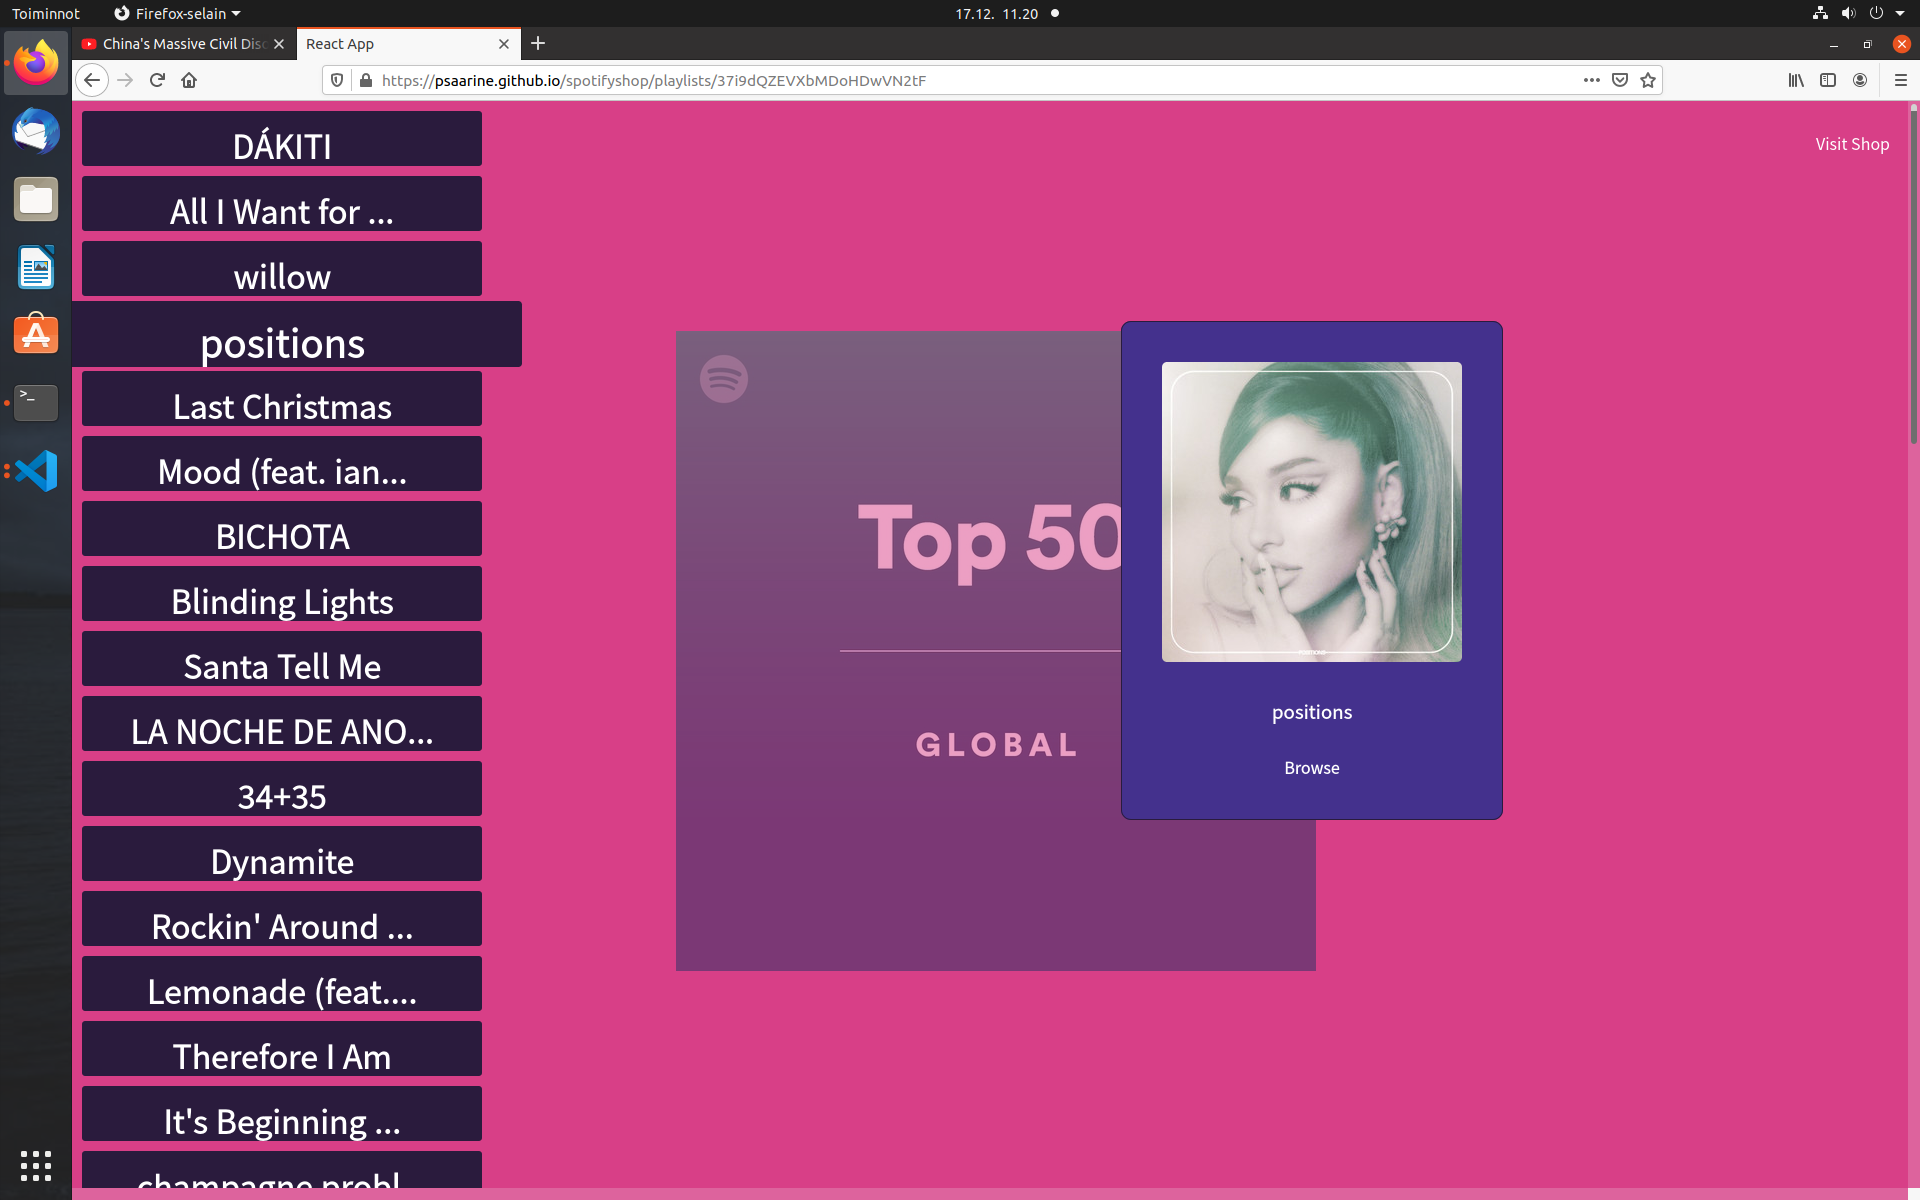 Toiminnot
Firefox-selain
17.12. 11.20
China's Massive Civil Disc
React App
https://psaarine.github.io/spotifyshop/playlists/37i9dQZEVXbMDoHDwVN2tF
Visit Shop
DÁKITI
All I Want for ...
willow
positions
Last Christmas
Mood (feat. ian...
BICHOTA
Blinding Lights
Santa Tell Me
LA NOCHE DE ANO...
34+35
Dynamite
Rockin' Around ...
Lemonade (feat....
Therefore I Am
It's Beginning ...
champagne probl...
Top 50
GLOBAL
positions
Browse